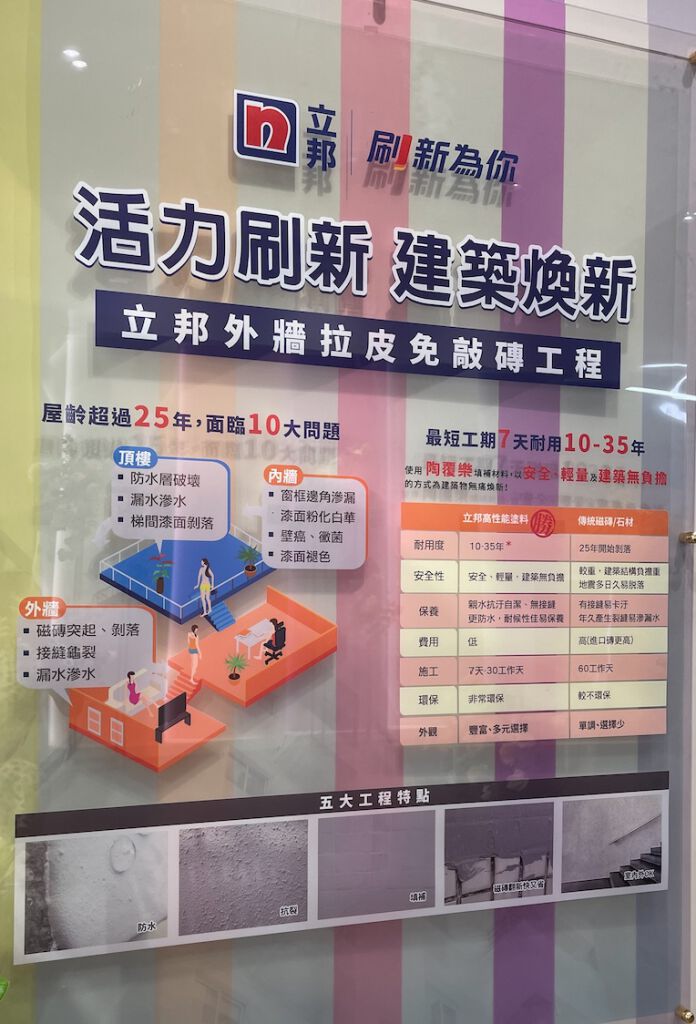 n
立邦
刷新為你
活力刷新 建築煥新
立邦外牆拉皮免敲磚工程
屋齡超過25年,面臨10大問題
頂樓
▪ 防水層破壞
▪ 漏水滲水
▪ 梯間漆面剝落
內牆
▪ 窗框邊角滲漏
▪ 漆面粉化白華
▪ 壁癌、黴菌
▪ 漆面褪色
外牆
▪ 磁磚突起、剝落
▪ 接縫龜裂
▪ 漏水滲水
最短工期7天耐用10-35年
使用 陶覆樂填補材料,以安全、輕量及建築無負擔
的方式為建築物無痛煥新!
立邦高性能塗料 勝 傳統磁磚/石材
耐用度 10-35年* 25年開始剝落
安全性 安全、輕量,建築無負擔 較重,建築結構負擔重
地震多日久易脫落
保養 親水抗汙自潔、無接縫 有接縫易卡汙
更防水,耐候性佳易保養 年久產生裂縫易滲漏水
費用 低 高(進口磚更高)
施工 7天-30工作天 60工作天
環保 非常環保 較不環保
外觀 豐富、多元選擇 單調、選擇少
五大工程特點
防水
抗裂
填補
磁磚翻新快又省
室內外OK